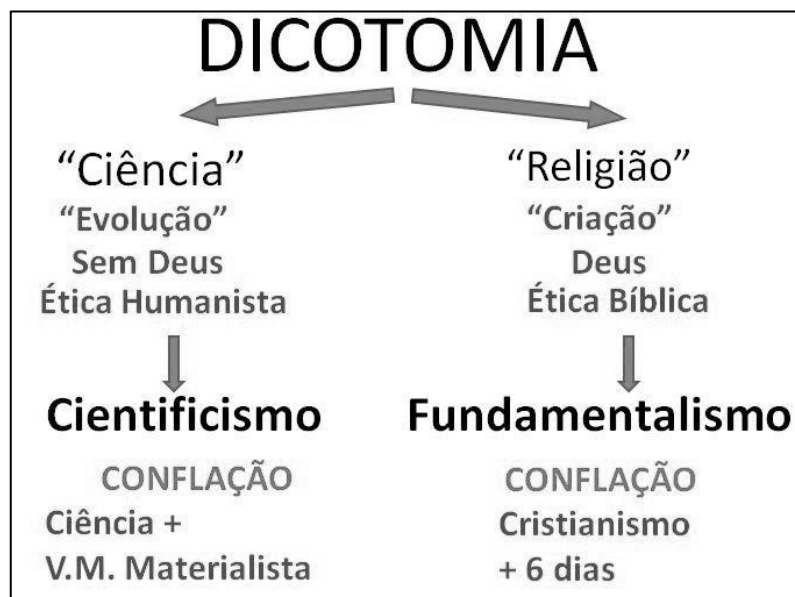 DICOTOMIA
“Ciência”
“Evolução”
Sem Deus
Ética Humanista
Cientificismo
CONFLAÇÃO
Ciência +
V.M. Materialista
“Religião”
“Criação”
Deus
Ética Bíblica
Fundamentalismo
CONFLAÇÃO
Cristianismo
+ 6 dias